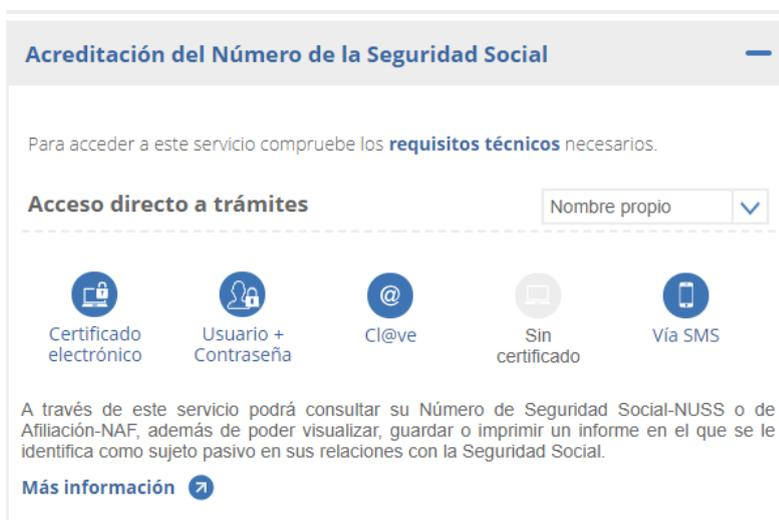 Acreditación del Número de la Seguridad Social
Para acceder a este servicio compruebe los requisitos técnicos necesarios.
Acceso directo a trámites
Nombre propio
Certificado
electrónico
Usuario +
Contraseña
Cl@ve
Sin
certificado
Vía SMS
A través de este servicio podrá consultar su Número de Seguridad Social-NUSS o de
Afiliación-NAF, además de poder visualizar, guardar o imprimir un informe en el que se le
identifica como sujeto pasivo en sus relaciones con la Seguridad Social.
Más información